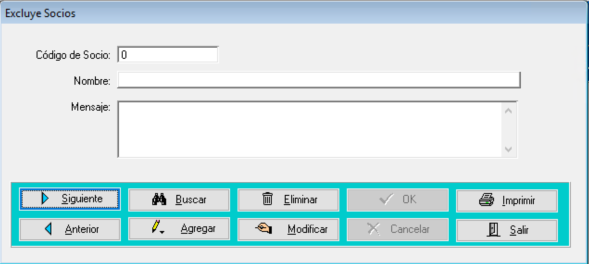 Excluye Socios
Código de Socio: 0
Nombre:
Mensaje:
Siguiente Buscar Eliminar OK Imprimir
Anterior Agregar Modificar Cancelar Salir